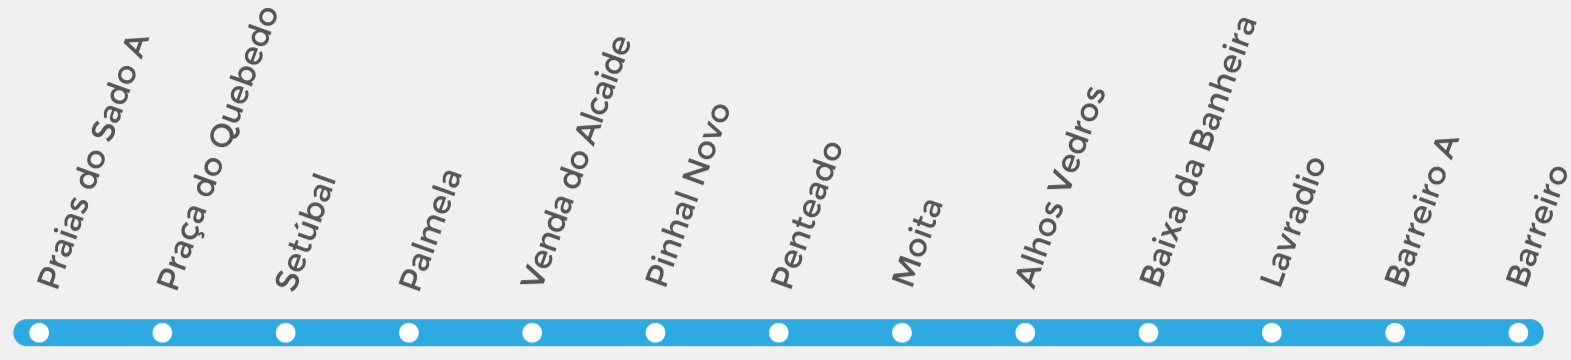 Praias do Sado A
Praça do Quebedo
Setúbal
Palmela
Venda do Alcaide
Pinhal Novo
Penteado
Moita
Alhos Vedros
Baixa da Banheira
Lavradio
Barreiro A
Barreiro